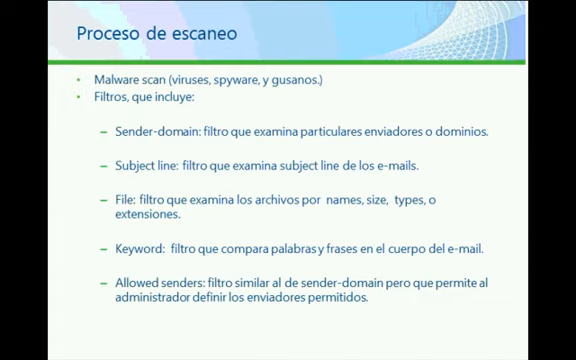 Proceso de escaneo
• Malware scan (viruses, spyware, y gusanos.)
• Filtros, que incluye:
– Sender-domain: filtro que examina particulares enviadores o dominios.
– Subject line: filtro que examina subject line de los e-mails.
– File: filtro que examina los archivos por names, size, types, o
extensiones.
– Keyword: filtro que compara palabras y frases en el cuerpo del e-mail.
– Allowed senders: filtro similar al de sender-domain pero que permite al
administrador definir los enviadores permitidos.